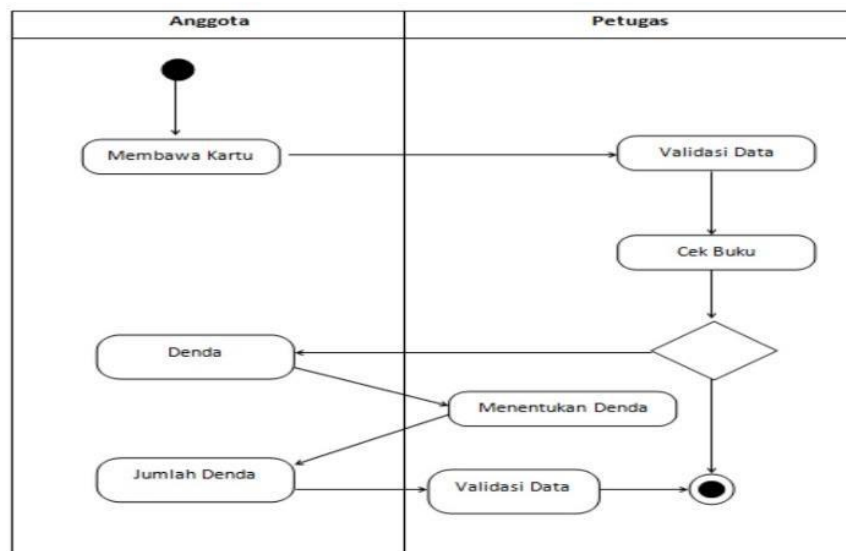 Anggota
Petugas
Membawa Kartu
Validasi Data
Cek Buku
Denda
Menentukan Denda
Jumlah Denda
Validasi Data